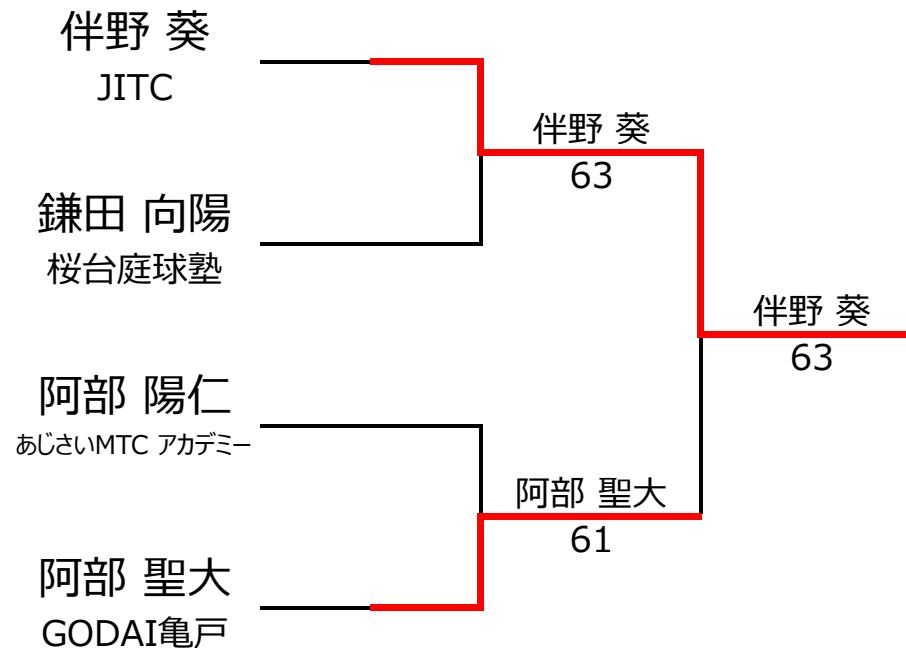 伴野 葵
JITC
鎌田 向陽
桜台庭球塾
阿部 陽仁
あじさいMTC アカデミー
阿部 聖大
GODAI亀戸
伴野 葵
63
阿部 聖大
61
伴野 葵
63